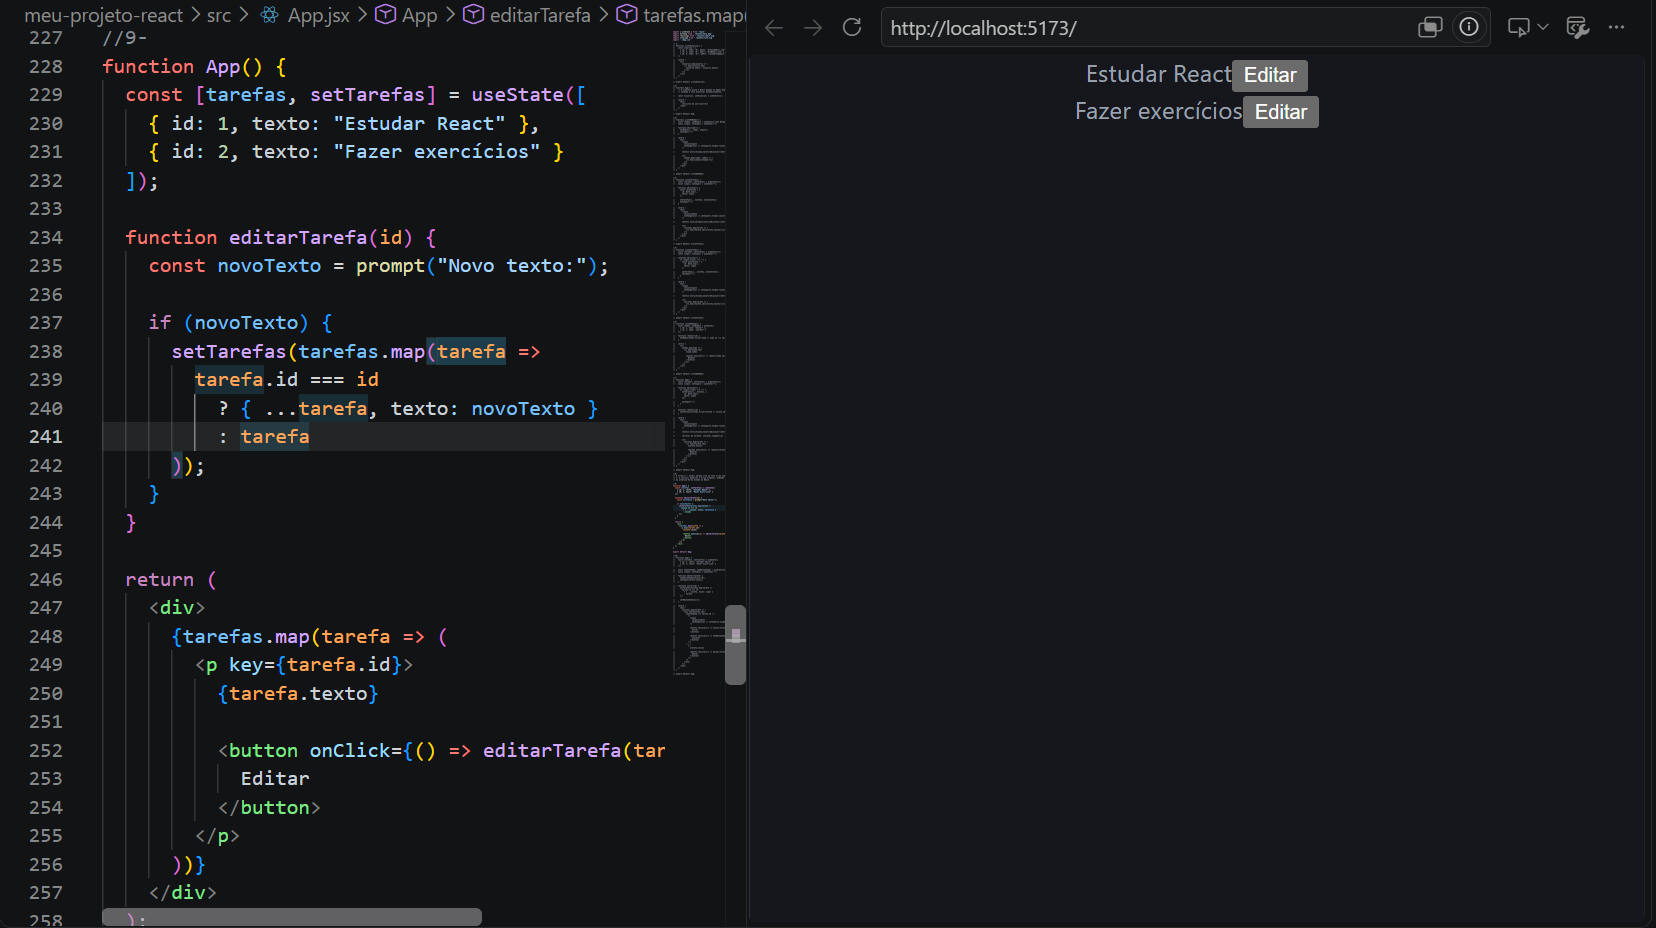 meu-projeto-react > src > App.jsx > App > editarTarefa > tarefas.map(
227 //9-
228 function App() {
229 const [tarefas, setTarefas] = useState([
230 { id: 1, texto: "Estudar React" },
231 { id: 2, texto: "Fazer exercícios" }
232 ]);
233
234 function editarTarefa(id) {
235 const novoTexto = prompt("Novo texto:");
236
237 if (novoTexto) {
238 setTarefas(tarefas.map(tarefa =>
239 tarefa.id === id
240 ? { ...tarefa, texto: novoTexto }
241 : tarefa
242 ));
243 }
244 }
245
246 return (
247 <div>
248 {tarefas.map(tarefa => (
249 <p key={tarefa.id}>
250 {tarefa.texto}
251
252 <button onClick={() => editarTarefa(tar
253 Editar
254 </button>
255 </p>
256 ))}
257 </div>
258 );
http://localhost:5173/
Estudar React Editar
Fazer exercícios Editar